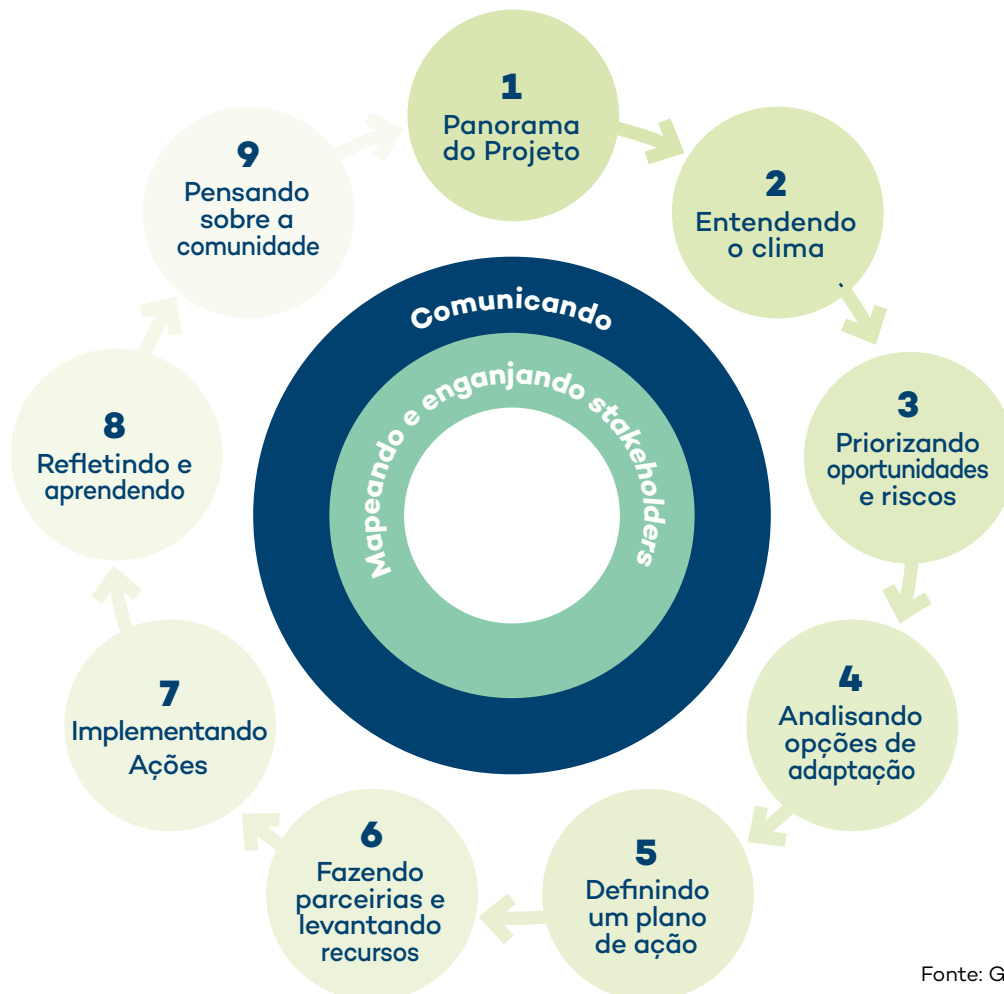 1
Panorama
do Projeto
2
Entendendo
o clima
3
Priorizando
oportunidades
e riscos
4
Analisando
opções de
adaptação
5
Definindo
um plano
de ação
6
Fazendo
parceirias e
levantando
recursos
7
Implementando
Ações
8
Refletindo e
aprendendo
9
Pensando
sobre a
comunidade
Comunicando
Mapeando e enganjando stakeholders
Fonte: G